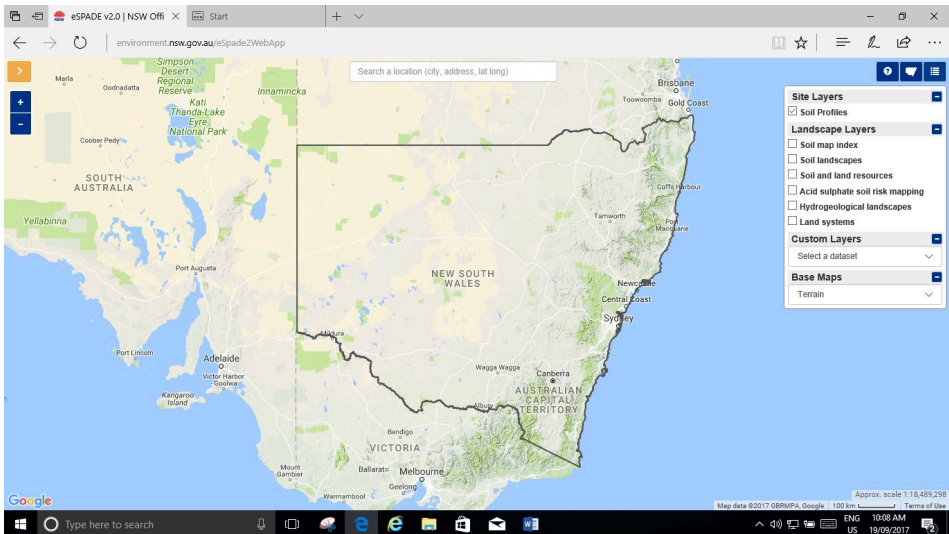 eSPADE v2.0 | NSW Offi
Start
environment.nsw.gov.au/eSpade2WebApp
Search a location (city, address, lat long)
Site Layers
Soil Profiles
Landscape Layers
Soil map index
Soil landscapes
Soil and land resources
Acid sulphate soil risk mapping
Hydrogeological landscapes
Land systems
Custom Layers
Select a dataset
Base Maps
Terrain
Marla
Oodnadatta
Simpson
Desert
Regional
Reserve
Innamincka
Kati
Thanda-Lake
Eyre
National Park
Coober Pedy
SOUTH
AUSTRALIA
Yellabinna
Port Augusta
Port Lincoln
Adelaide
Victor Harbor
Goolwa
Kangaroo
Island
Mount
Gambier
Brisbane
Toowoomba
Gold Coast
Coffs Harbour
Tamworth
Port
Macquarie
NEW SOUTH
WALES
Newcastle
Central Coast
Sydney
Mildura
Wagga Wagga
Canberra
AUSTRALIAN
CAPITAL
TERRITORY
Albury
Bendigo
VICTORIA
Ballarat
Melbourne
Geelong
Warrnambool
Google
Approx. scale 1:18,489,298
Map data ©2017 GBRMPA, Google
100 km
Terms of Use
Type here to search
ENG
US
10:08 AM
19/09/2017